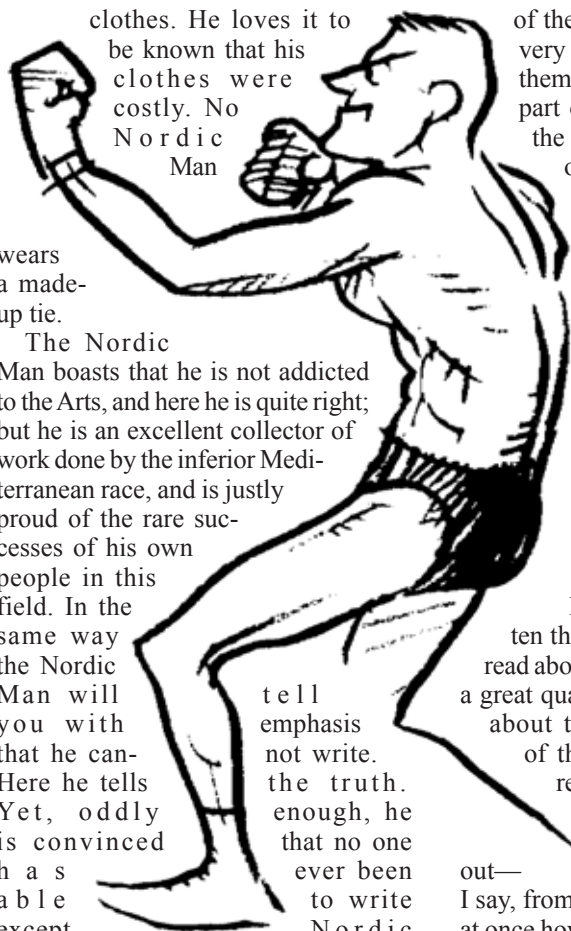 clothes. He loves it to
be known that his
clothes were
costly. No
Nordic
Man
wears
a made-
up tie.
The Nordic
Man boasts that he is not addicted
to the Arts, and here he is quite right;
but he is an excellent collector of
work done by the inferior Medi-
terranean race, and is justly
proud of the rare suc-
cesses of his own
people in this
field. In the
same way
the Nordic
Man will tell
you with emphasis
that he can- not write.
Here he tells the truth.
Yet, oddly enough, he
is convinced that no one
has ever been
able to write
except Nordic
of the
very
them
part
the
ten
read
a great
about
of
out—
I say, from
at once how